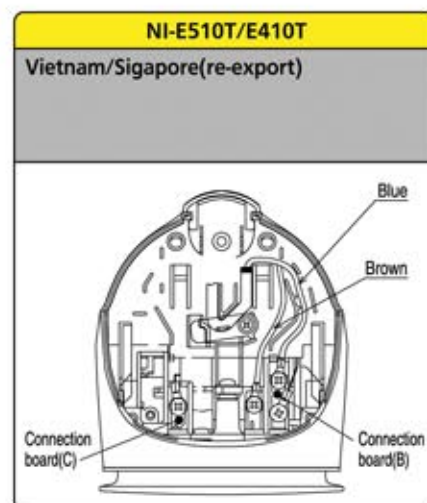 NI-E510T/E410T
Vietnam/Sigapore(re-export)
Blue
Brown
Connection
board(C)
Connection
board(B)